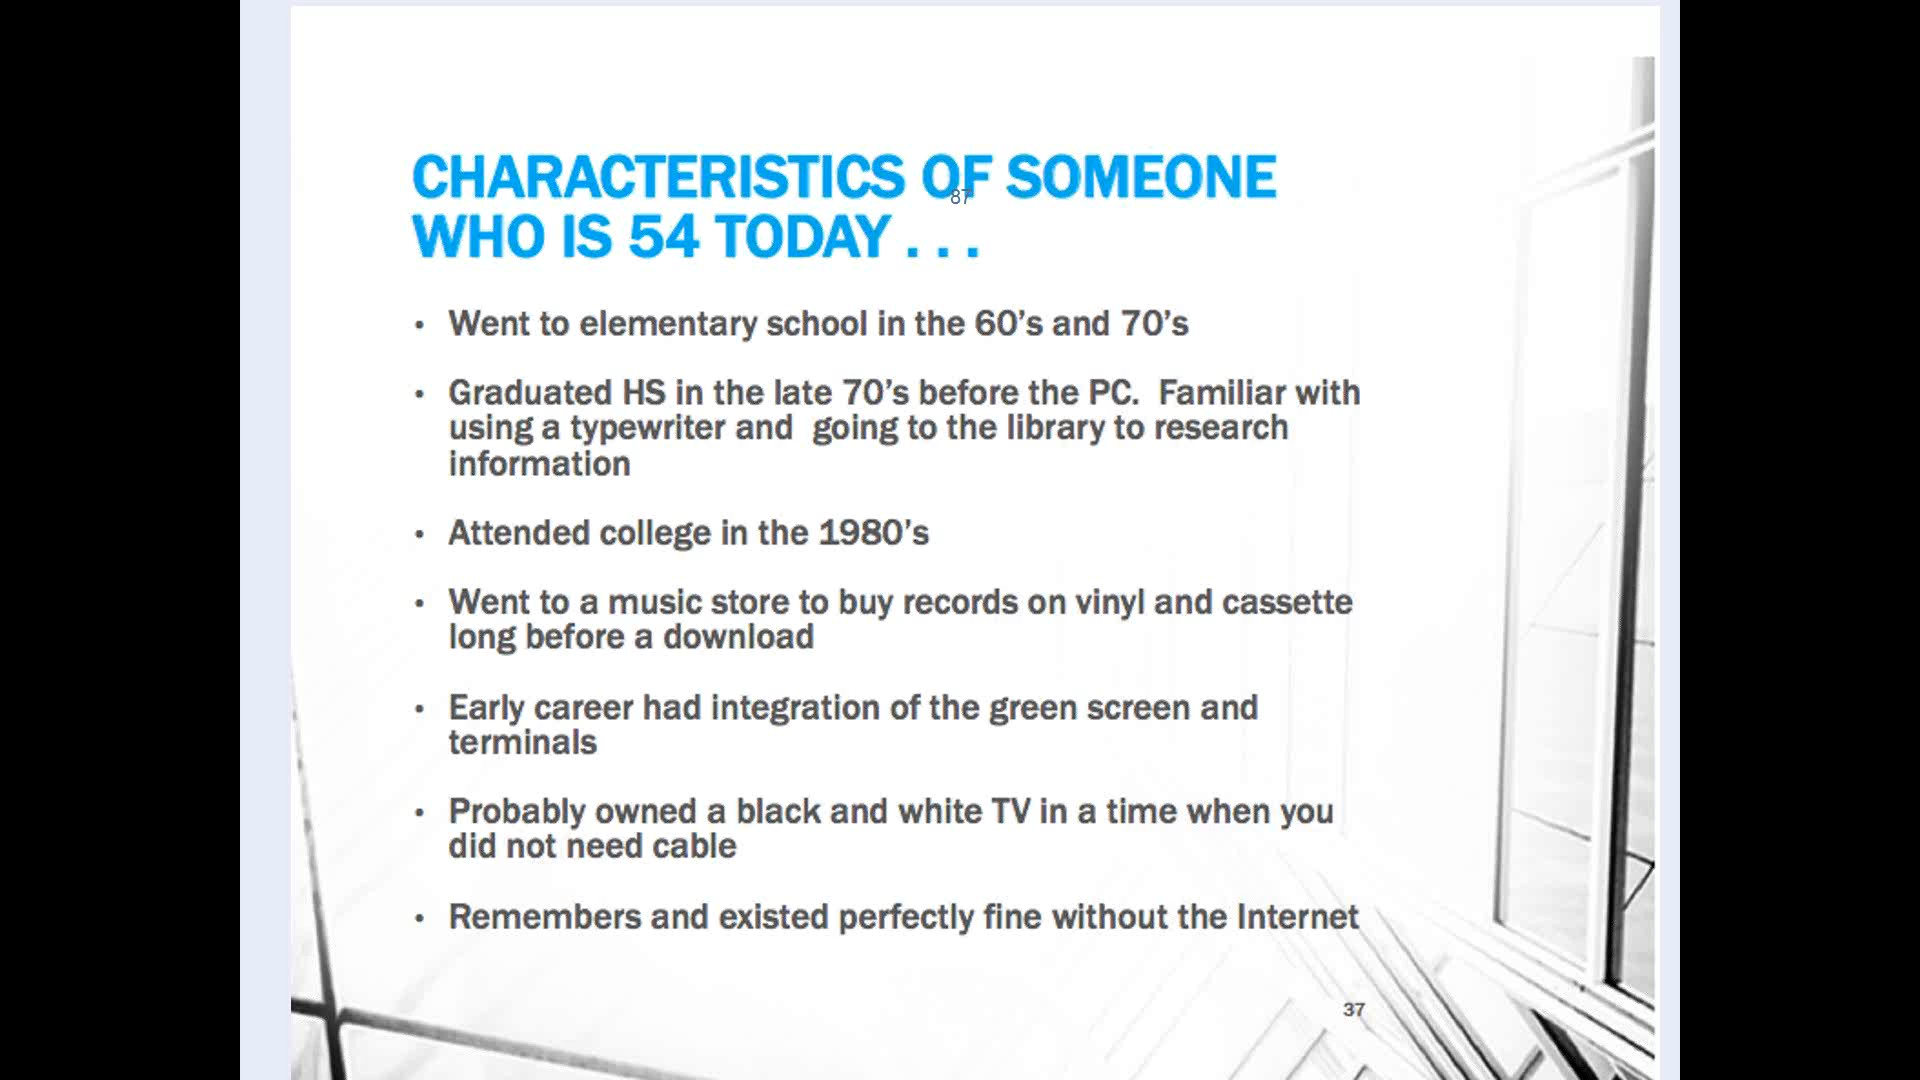 CHARACTERISTICS OF SOMEONE
87
WHO IS 54 TODAY . . .
• Went to elementary school in the 60’s and 70’s
• Graduated HS in the late 70’s before the PC.  Familiar with
using a typewriter and  going to the library to research
information
• Attended college in the 1980’s
• Went to a music store to buy records on vinyl and cassette
long before a download
• Early career had integration of the green screen and
terminals
• Probably owned a black and white TV in a time when you
did not need cable
• Remembers and existed perfectly fine without the Internet
37